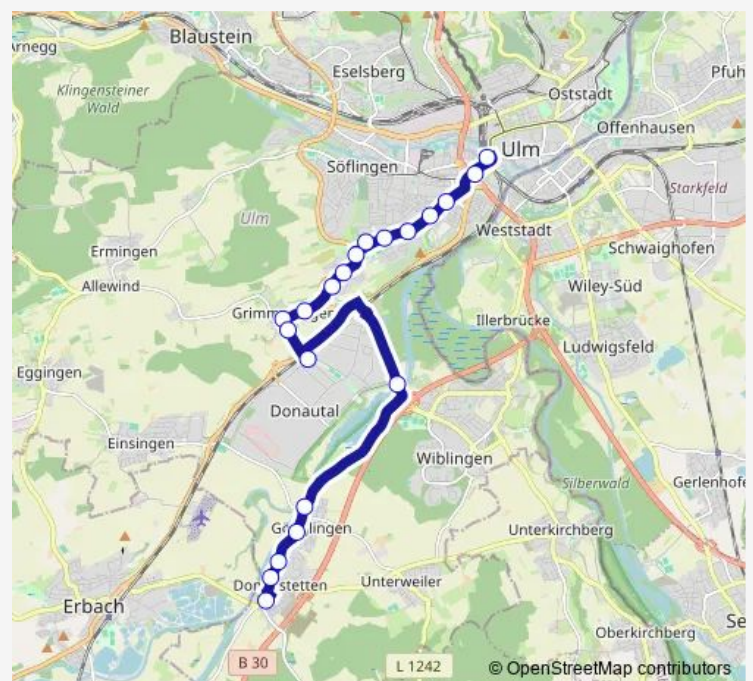 Arnegg
Blaustein
Pfuh
Eselsberg
Klingensteiner
Wald
Oststadt
Offenhausen
Ulm
Söflingen
Starkfeld
Ulm
Weststadt
Ermingen
Schwaighofen
Allewind
Wiley-Süd
Illerbrücke
Ludwigsfeld
Eggingen
Donautal
Einsingen
Wiblingen
Silberwald
Gerlenhofe
Unterkirchberg
Unterweiler
Erbach
Se
Oberkirchberg
B 30
L 1242
© OpenStreetMap contributors